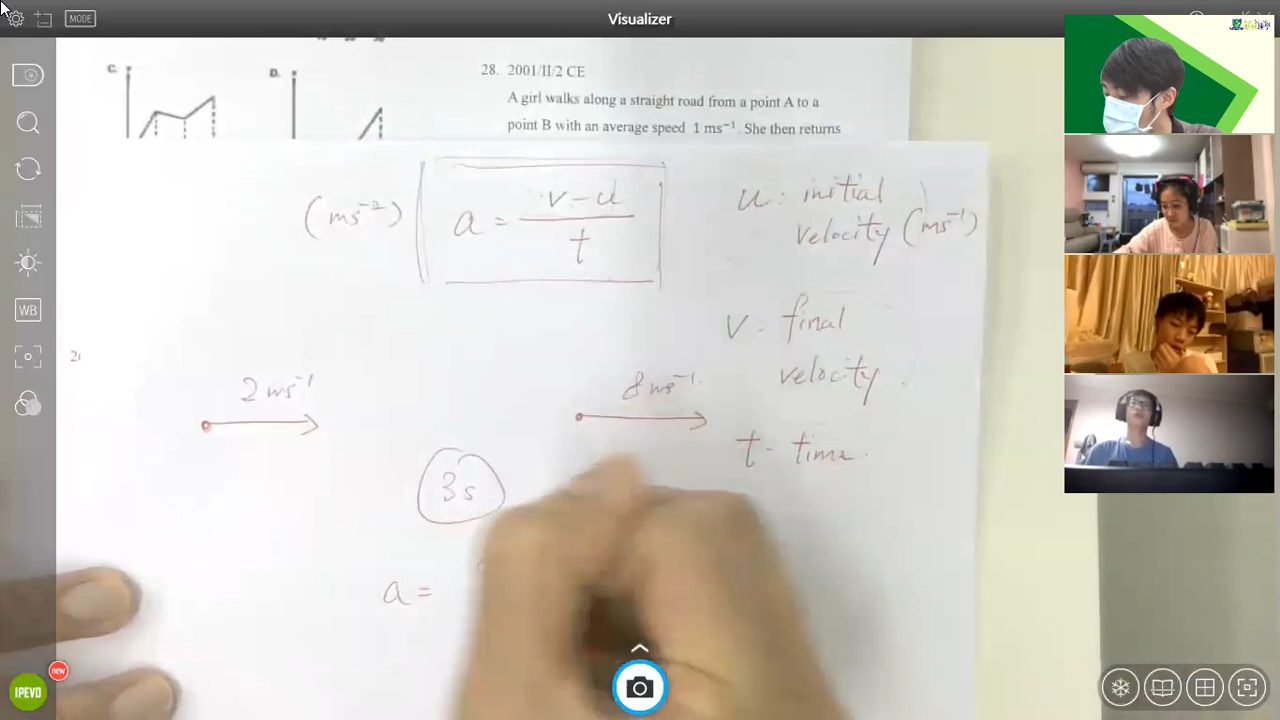 MODE
Visualizer
C.
D.
28. 2001/II/2 CE
A girl walks along a straight road from a point A to a
point B with an average speed 1 ms⁻¹. She then returns
(ms⁻²)
a = v - u / t
u : initial
velocity (ms⁻¹)
v : final
velocity.
t - time.
2 ms⁻¹
8 ms⁻¹.
3s
a =
WB
new
IPEVO